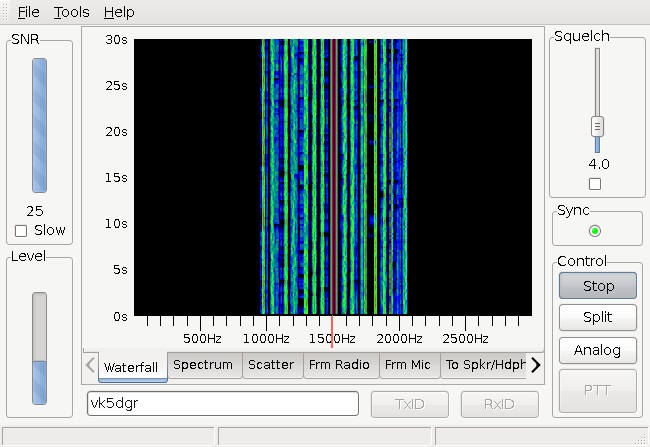 File Tools Help
SNR
25
Slow
Level
30s
25s
20s
15s
10s
5s
0s
500Hz 1000Hz 1500Hz 2000Hz 2500Hz
Waterfall Spectrum Scatter Frm Radio Frm Mic To Spkr/Hdph
vk5dgr TxID RxID
Squelch
4.0
Sync
Control
Stop
Split
Analog
PTT